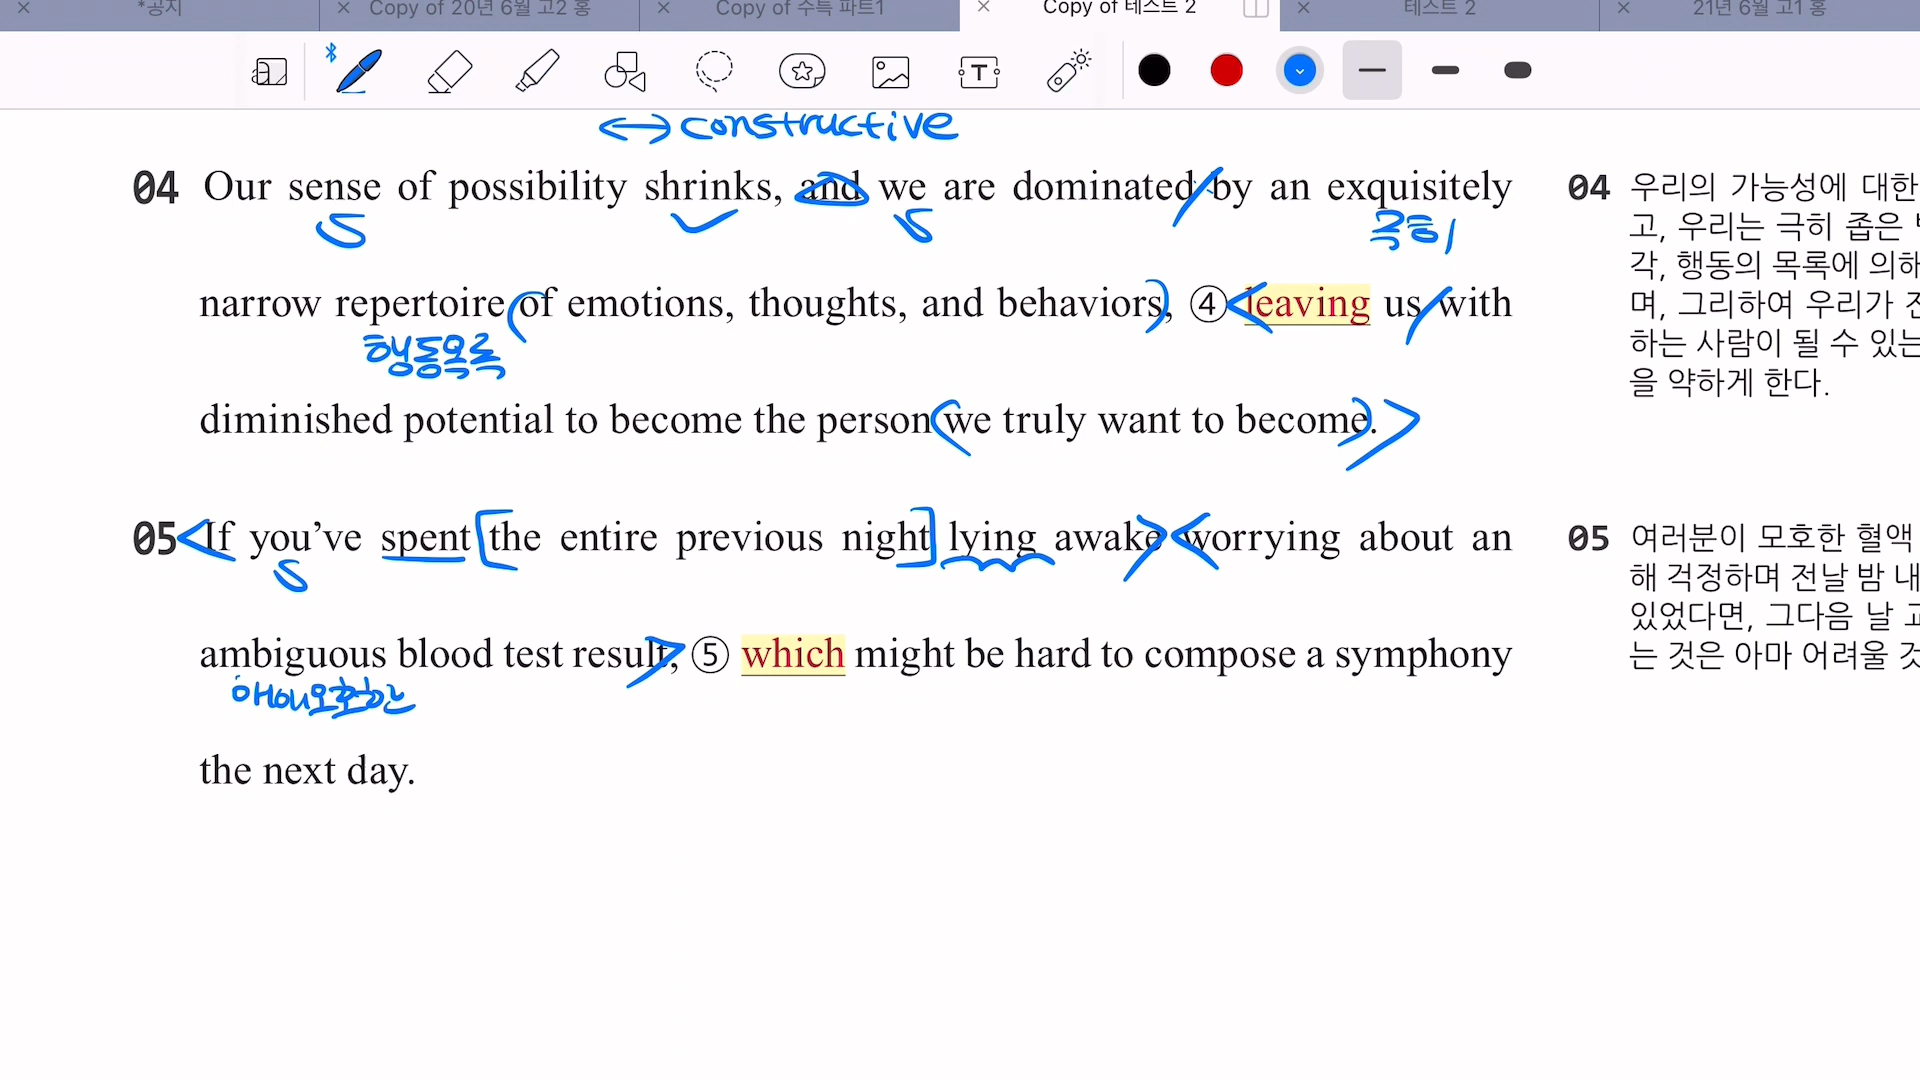 *공지
Copy of 20년 6월 고2 홍
Copy of 수특 파트1
Copy of 테스트 2
테스트 2
21년 6월 고1 홍
T
↔ constructive
04 Our sense of possibility shrinks, and we are dominated by an exquisitely
S S 극히
narrow repertoire of emotions, thoughts, and behaviors, ④ leaving us with
행동목록
diminished potential to become the person we truly want to become.
05 If you've spent the entire previous night lying awake worrying about an
S
ambiguous blood test result, ⑤ which might be hard to compose a symphony
애매모호한
the next day.
04 우리의 가능성에 대한
고, 우리는 극히 좁은
각, 행동의 목록에 의해
며, 그리하여 우리가
하는 사람이 될 수 있는
을 약하게 한다.
05 여러분이 모호한 혈액
해 걱정하며 전날 밤 내
있었다면, 그다음 날
는 것은 아마 어려울